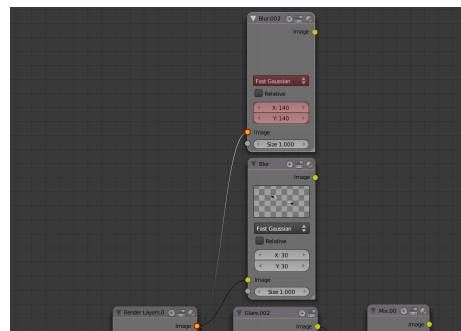 Blur.003
Image
Fast Gaussian
Relative
X: 140
Y: 140
Image
Size 1.000
Blur
Image
Fast Gaussian
Relative
X: 30
Y: 30
Image
Size 1.000
Render Layers.0
Glare.002
Mix.00
Image
Image
Image